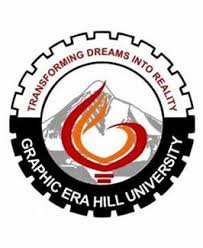 TRANSFORMING DREAMS INTO REALITY
GRAPHIC ERA HILL UNIVERSITY